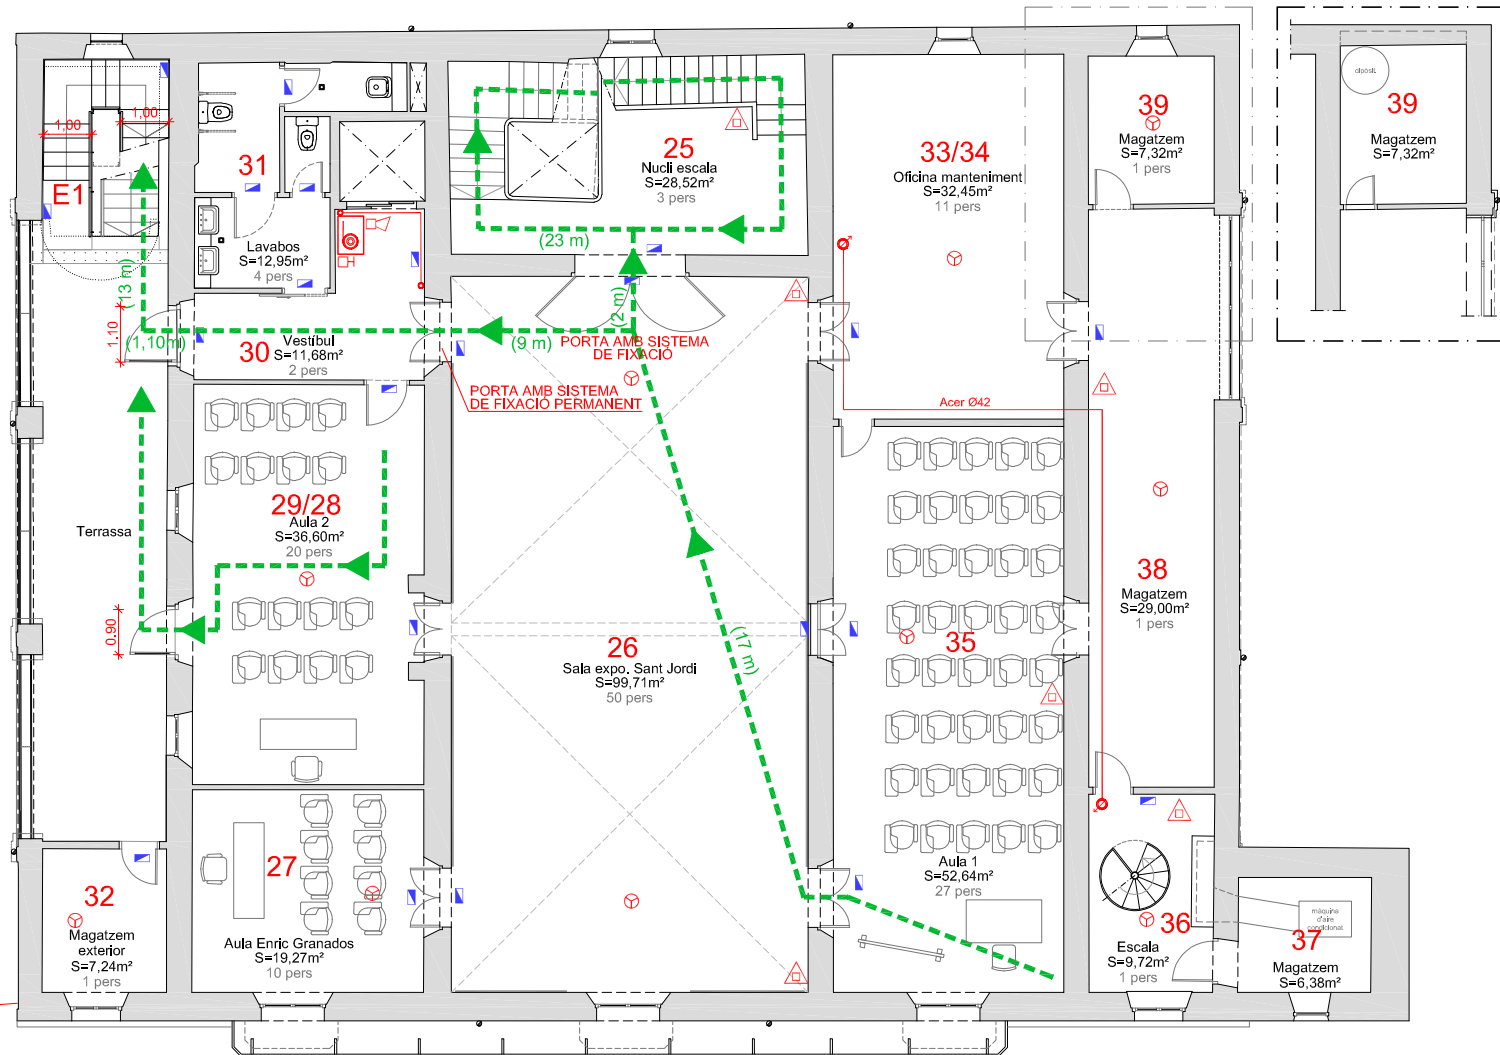 1,00
1,00
E1
31
Lavabos
S=12,95m²
4 pers
25
Nucli escala
S=28,52m²
3 pers
(23 m)
33/34
Oficina manteniment
S=32,45m²
11 pers
39
Magatzem
S=7,32m²
1 pers
dipòsit.
39
Magatzem
S=7,32m²
(13 m)
1.10
(1,10m)
30
Vestíbul
S=11,68m²
2 pers
(9 m)
(2 m)
PORTA AMB SISTEMA
DE FIXACIÓ
PORTA AMB SISTEMA
DE FIXACIÓ PERMANENT
Acer Ø42
Terrassa
29/28
Aula 2
S=36,60m²
20 pers
0.90
26
Sala expo. Sant Jordi
S=99,71m²
50 pers
(17 m)
35
Aula 1
S=52,64m²
27 pers
38
Magatzem
S=29,00m²
1 pers
32
Magatzem
exterior
S=7,24m²
1 pers
27
Aula Enric Granados
S=19,27m²
10 pers
36
Escala
S=9,72m²
1 pers
màquina
d'aire
condicionat
37
Magatzem
S=6,38m²